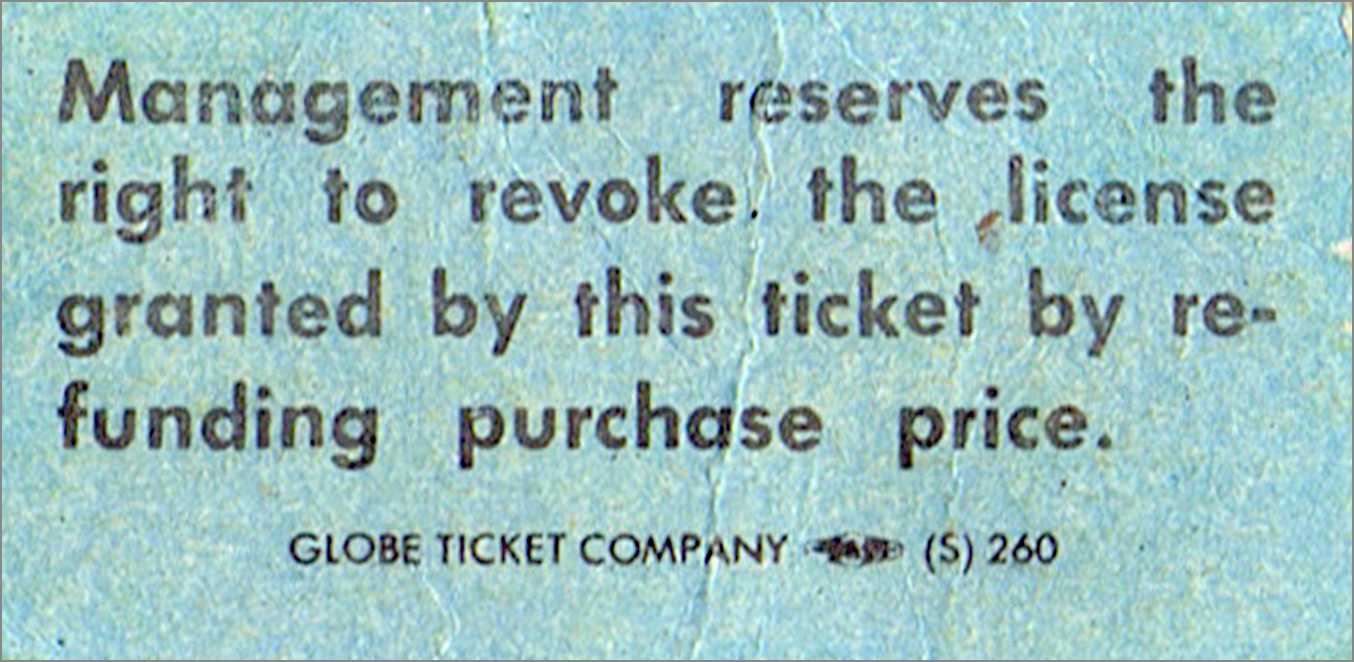 Management reserves the
right to revoke the license
granted by this ticket by re-
funding purchase price.
GLOBE TICKET COMPANY (S) 260